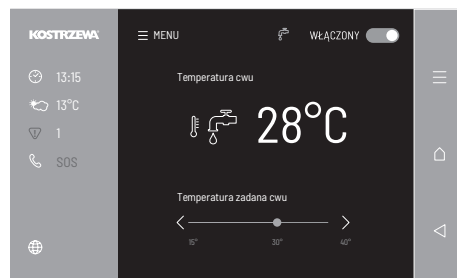 KOSTRZEWA
MENU
WŁĄCZONY
13:15
13°C
1
SOS
Temperatura cwu
28°C
Temperatura zadana cwu
15°
30°
40°